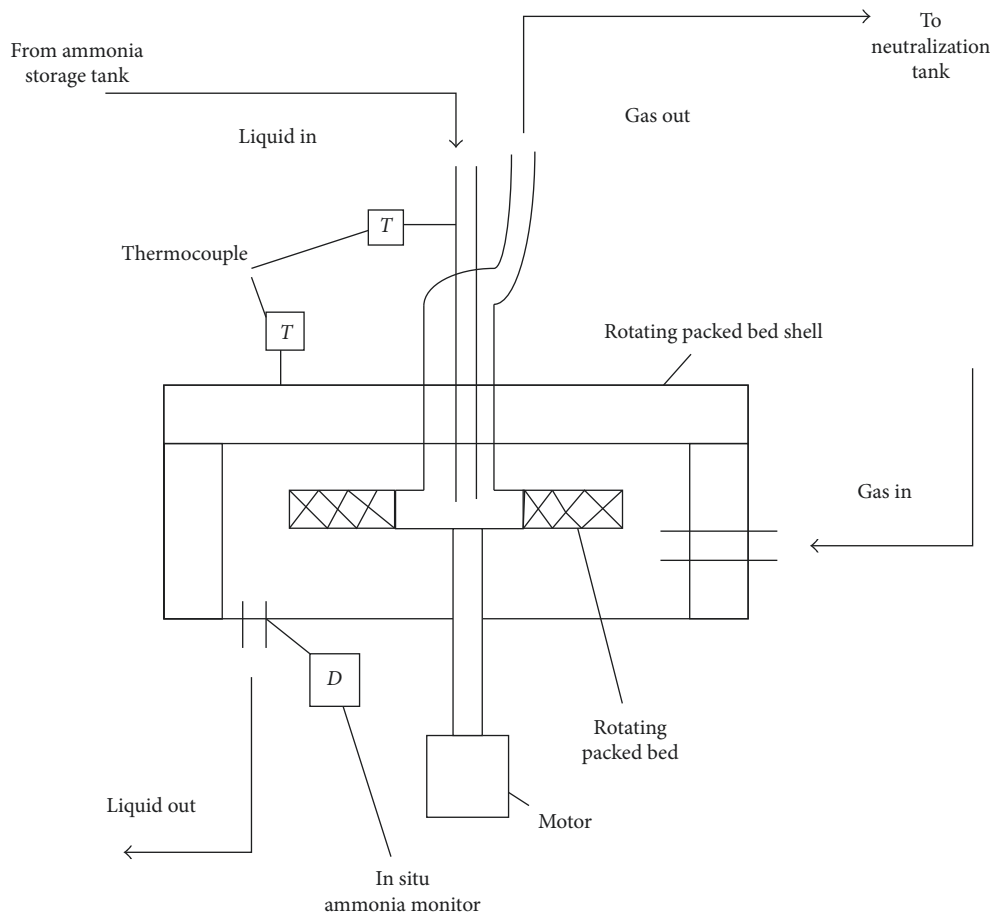 To
neutralization
tank
From ammonia
storage tank
Gas out
Liquid in
T
Thermocouple
T
Rotating packed bed shell
Gas in
D
Rotating
packed bed
Liquid out
Motor
In situ
ammonia monitor